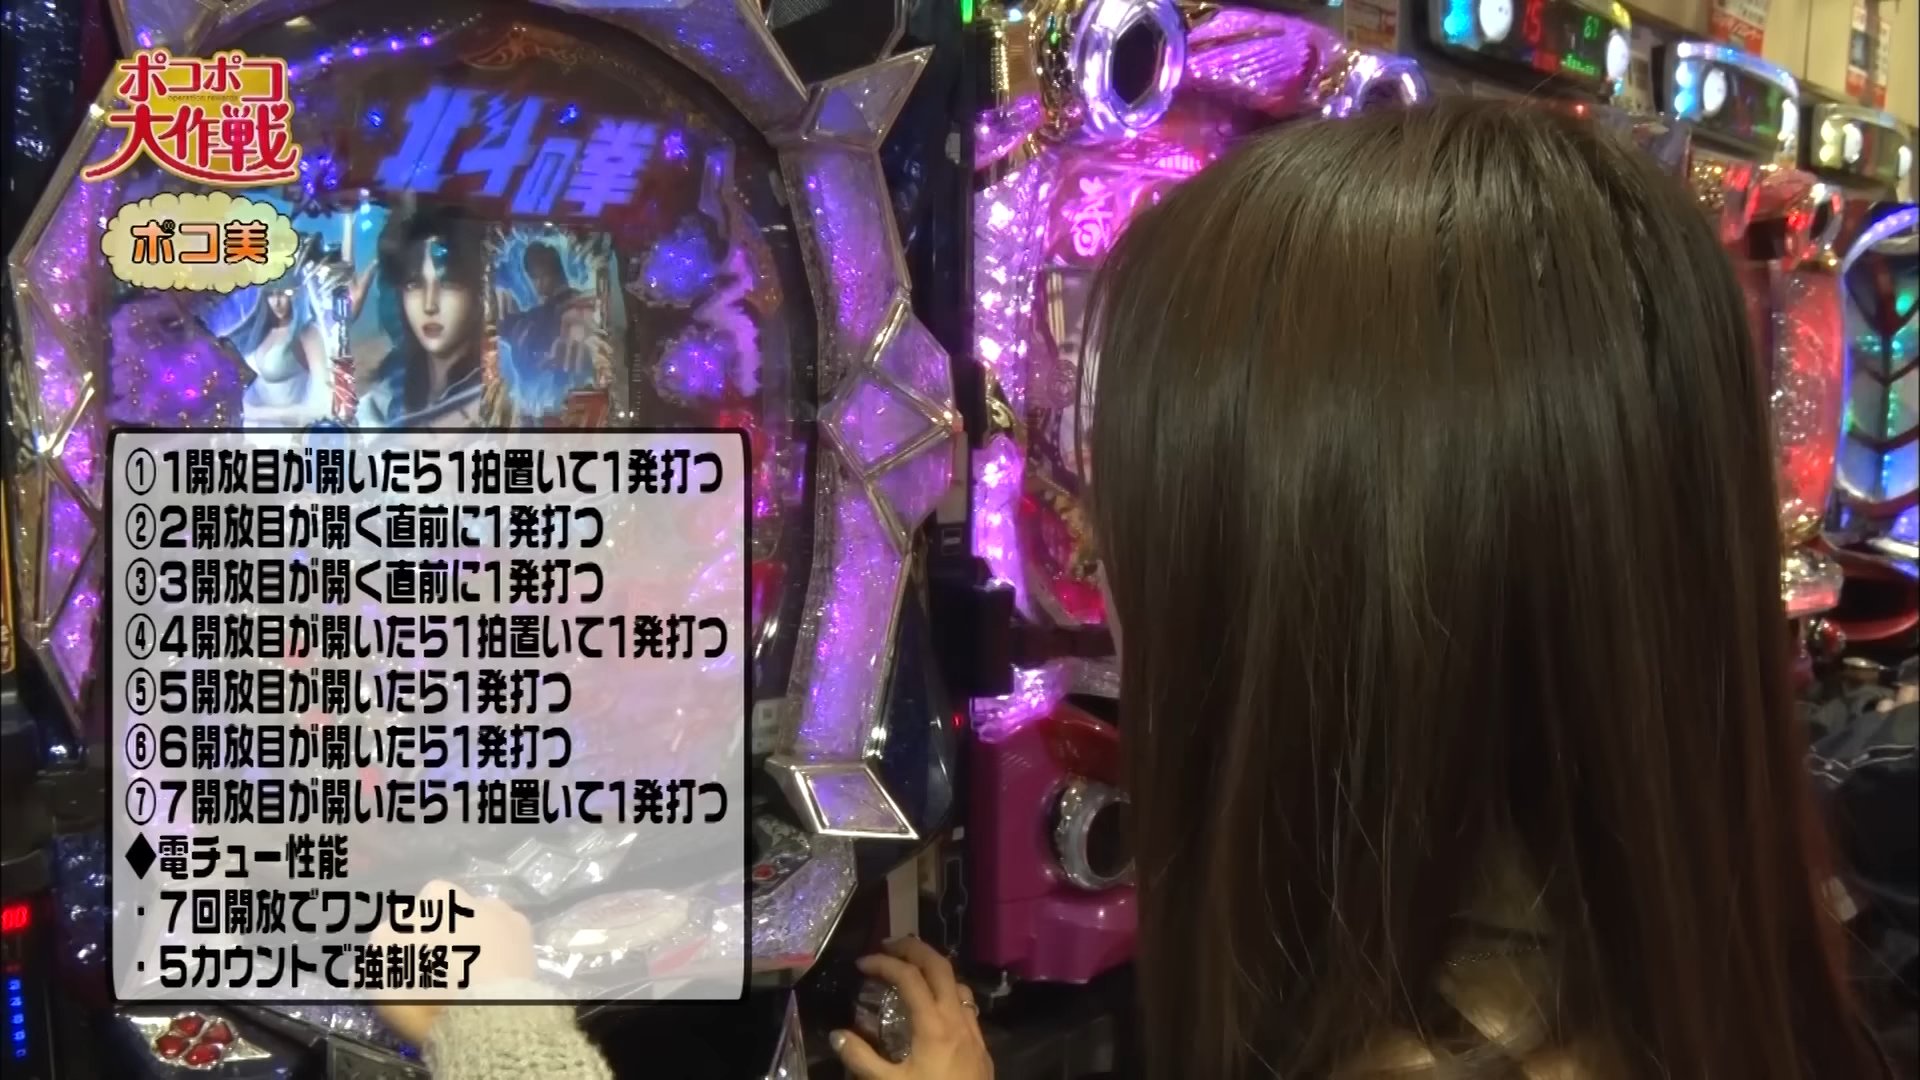 ポコポコ
operation rewards
大作戦
ポコ美
北斗の拳
①1開放目が開いたら1拍置いて1発打つ
②2開放目が開く直前に1発打つ
③3開放目が開く直前に1発打つ
④4開放目が開いたら1拍置いて1発打つ
⑤5開放目が開いたら1発打つ
⑥6開放目が開いたら1発打つ
⑦7開放目が開いたら1拍置いて1発打つ
◆電チュー性能
・7回開放でワンセット
・5カウントで強制終了